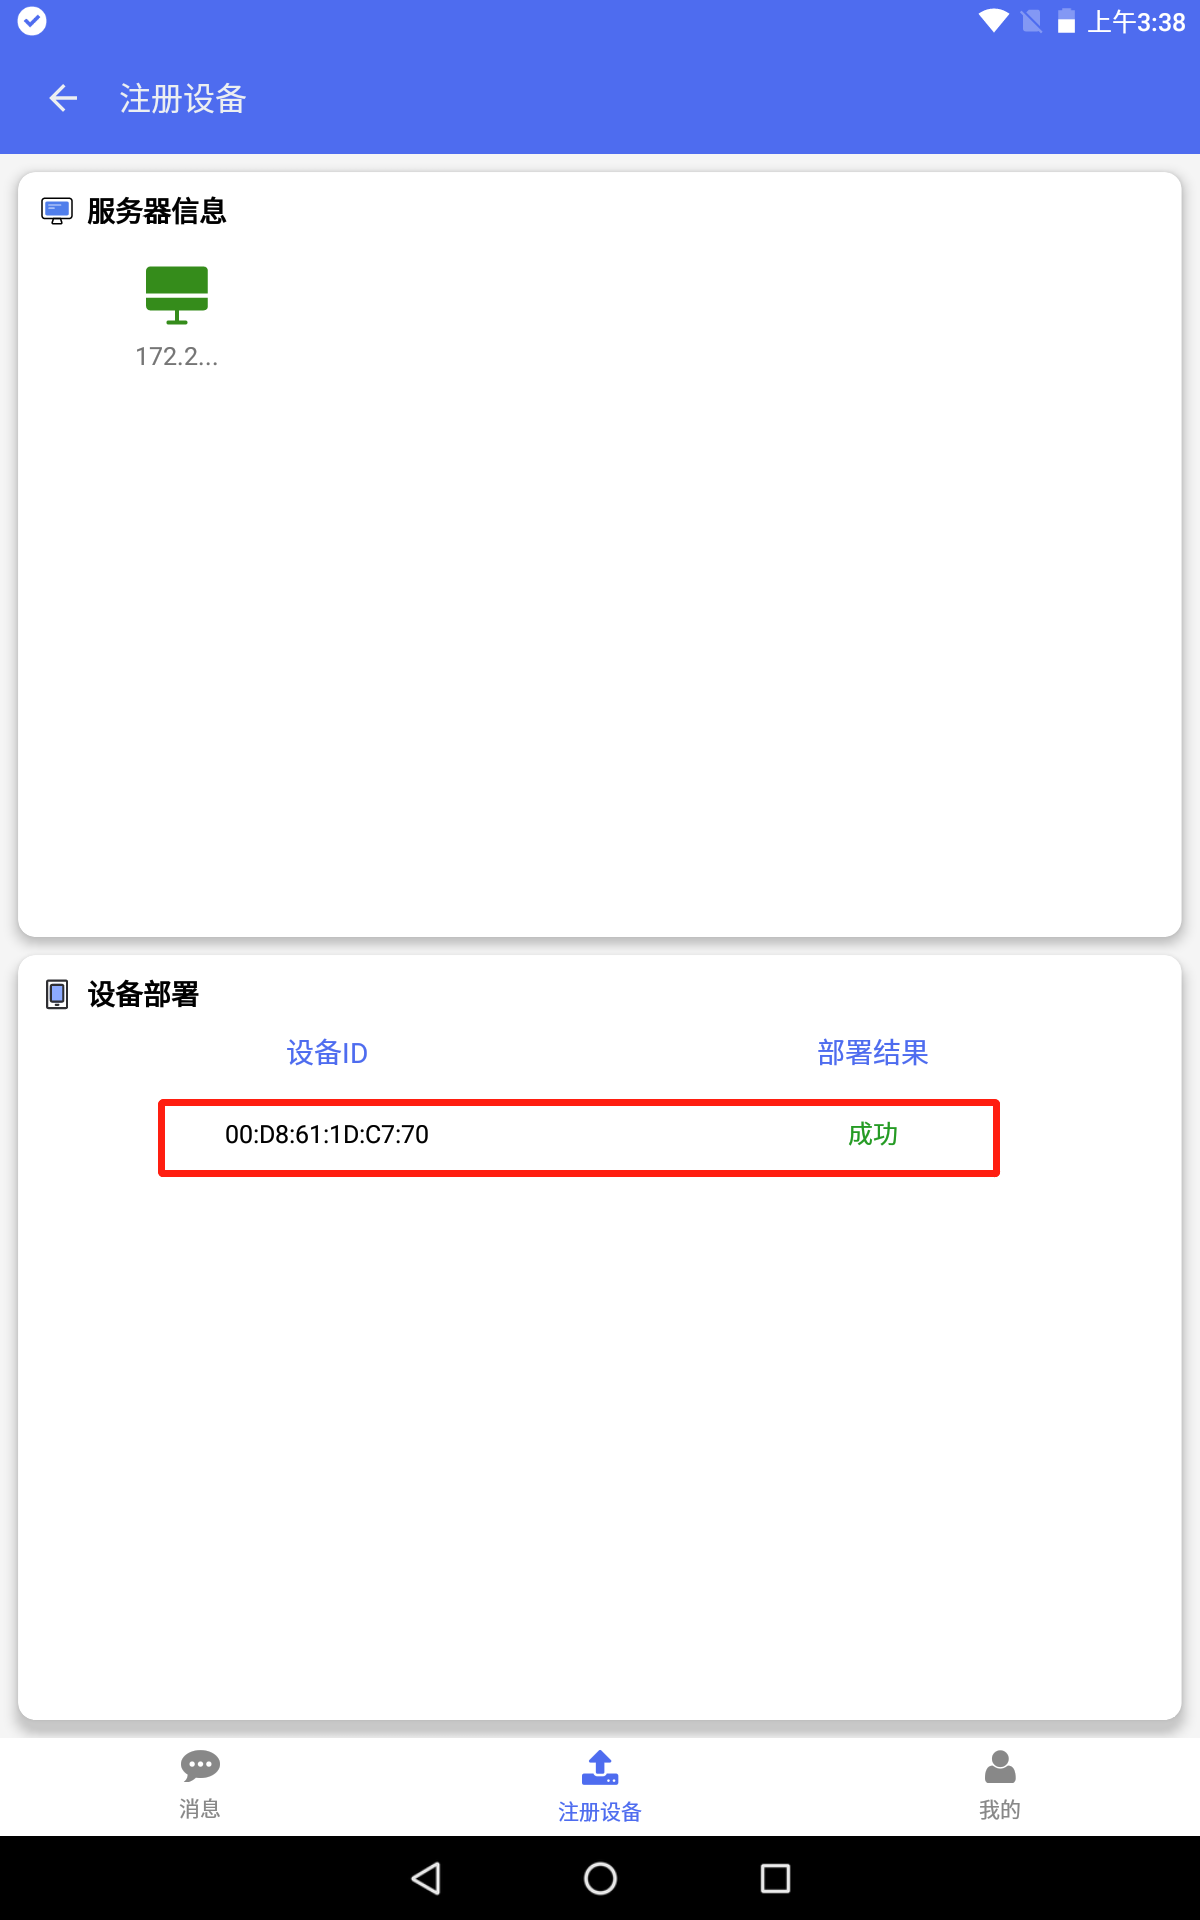 上午3:38
注册设备
服务器信息
172.2...
设备部署
设备ID 部署结果
00:D8:61:1D:C7:70 成功
消息 注册设备 我的